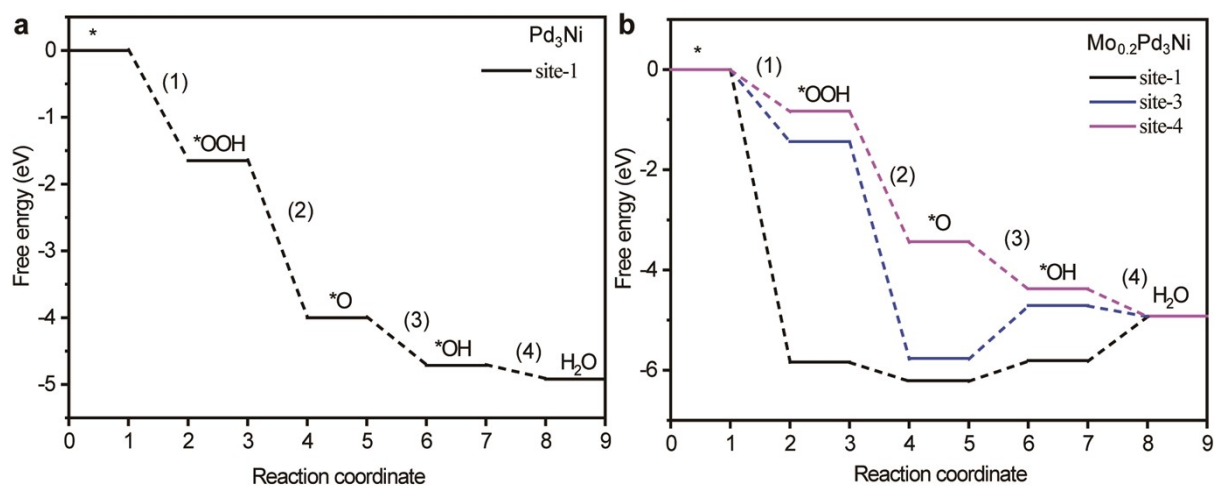 a
*
Pd₃Ni
site-1
(1)
*OOH
(2)
*O
(3)
*OH
(4)
H₂O
0
-1
-2
-3
-4
-5
Free enrgy (eV)
0 1 2 3 4 5 6 7 8 9
Reaction coordinate
b
*
Mo₀.₂Pd₃Ni
site-1
site-3
site-4
(1)
*OOH
(2)
*O
(3)
*OH
(4)
H₂O
0
-2
-4
-6
Free enrgy (eV)
0 1 2 3 4 5 6 7 8 9
Reaction coordinate